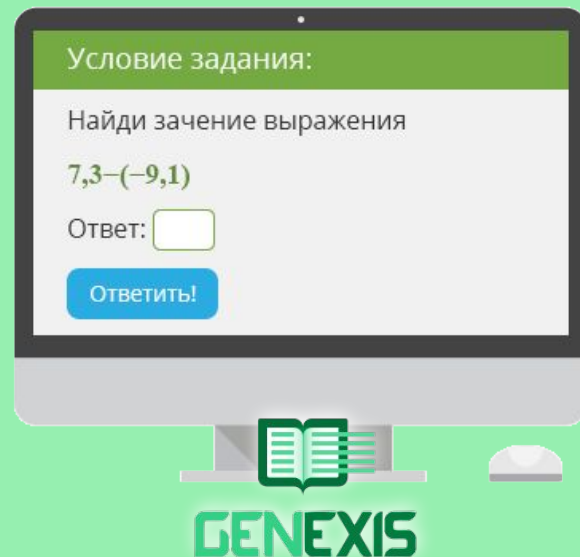 Условие задания:
Найди зачение выражения
7,3−(−9,1)
Ответ:
Ответить!
GENEXIS